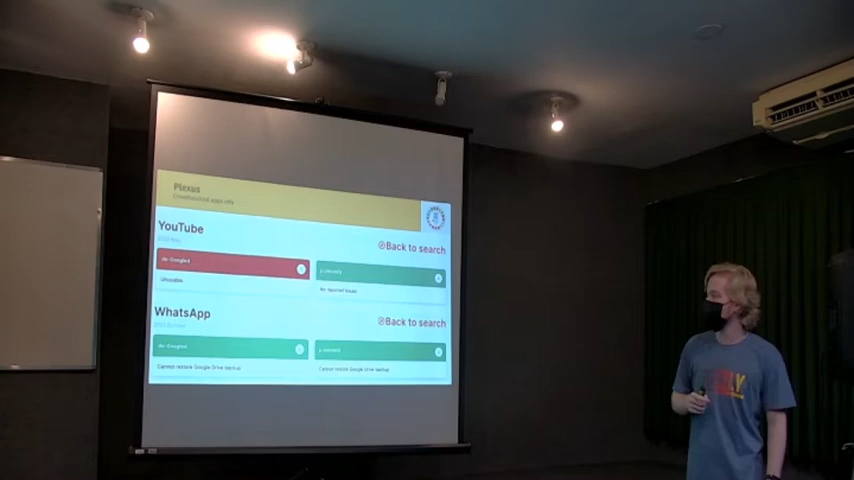 Plexus
Crowdsourced apps info
YouTube
Back to search
de-Googled
microG
Unusable
No reported issues
WhatsApp
Back to search
de-Googled
microG
Cannot restore Google Drive backup
Cannot restore Google Drive backup